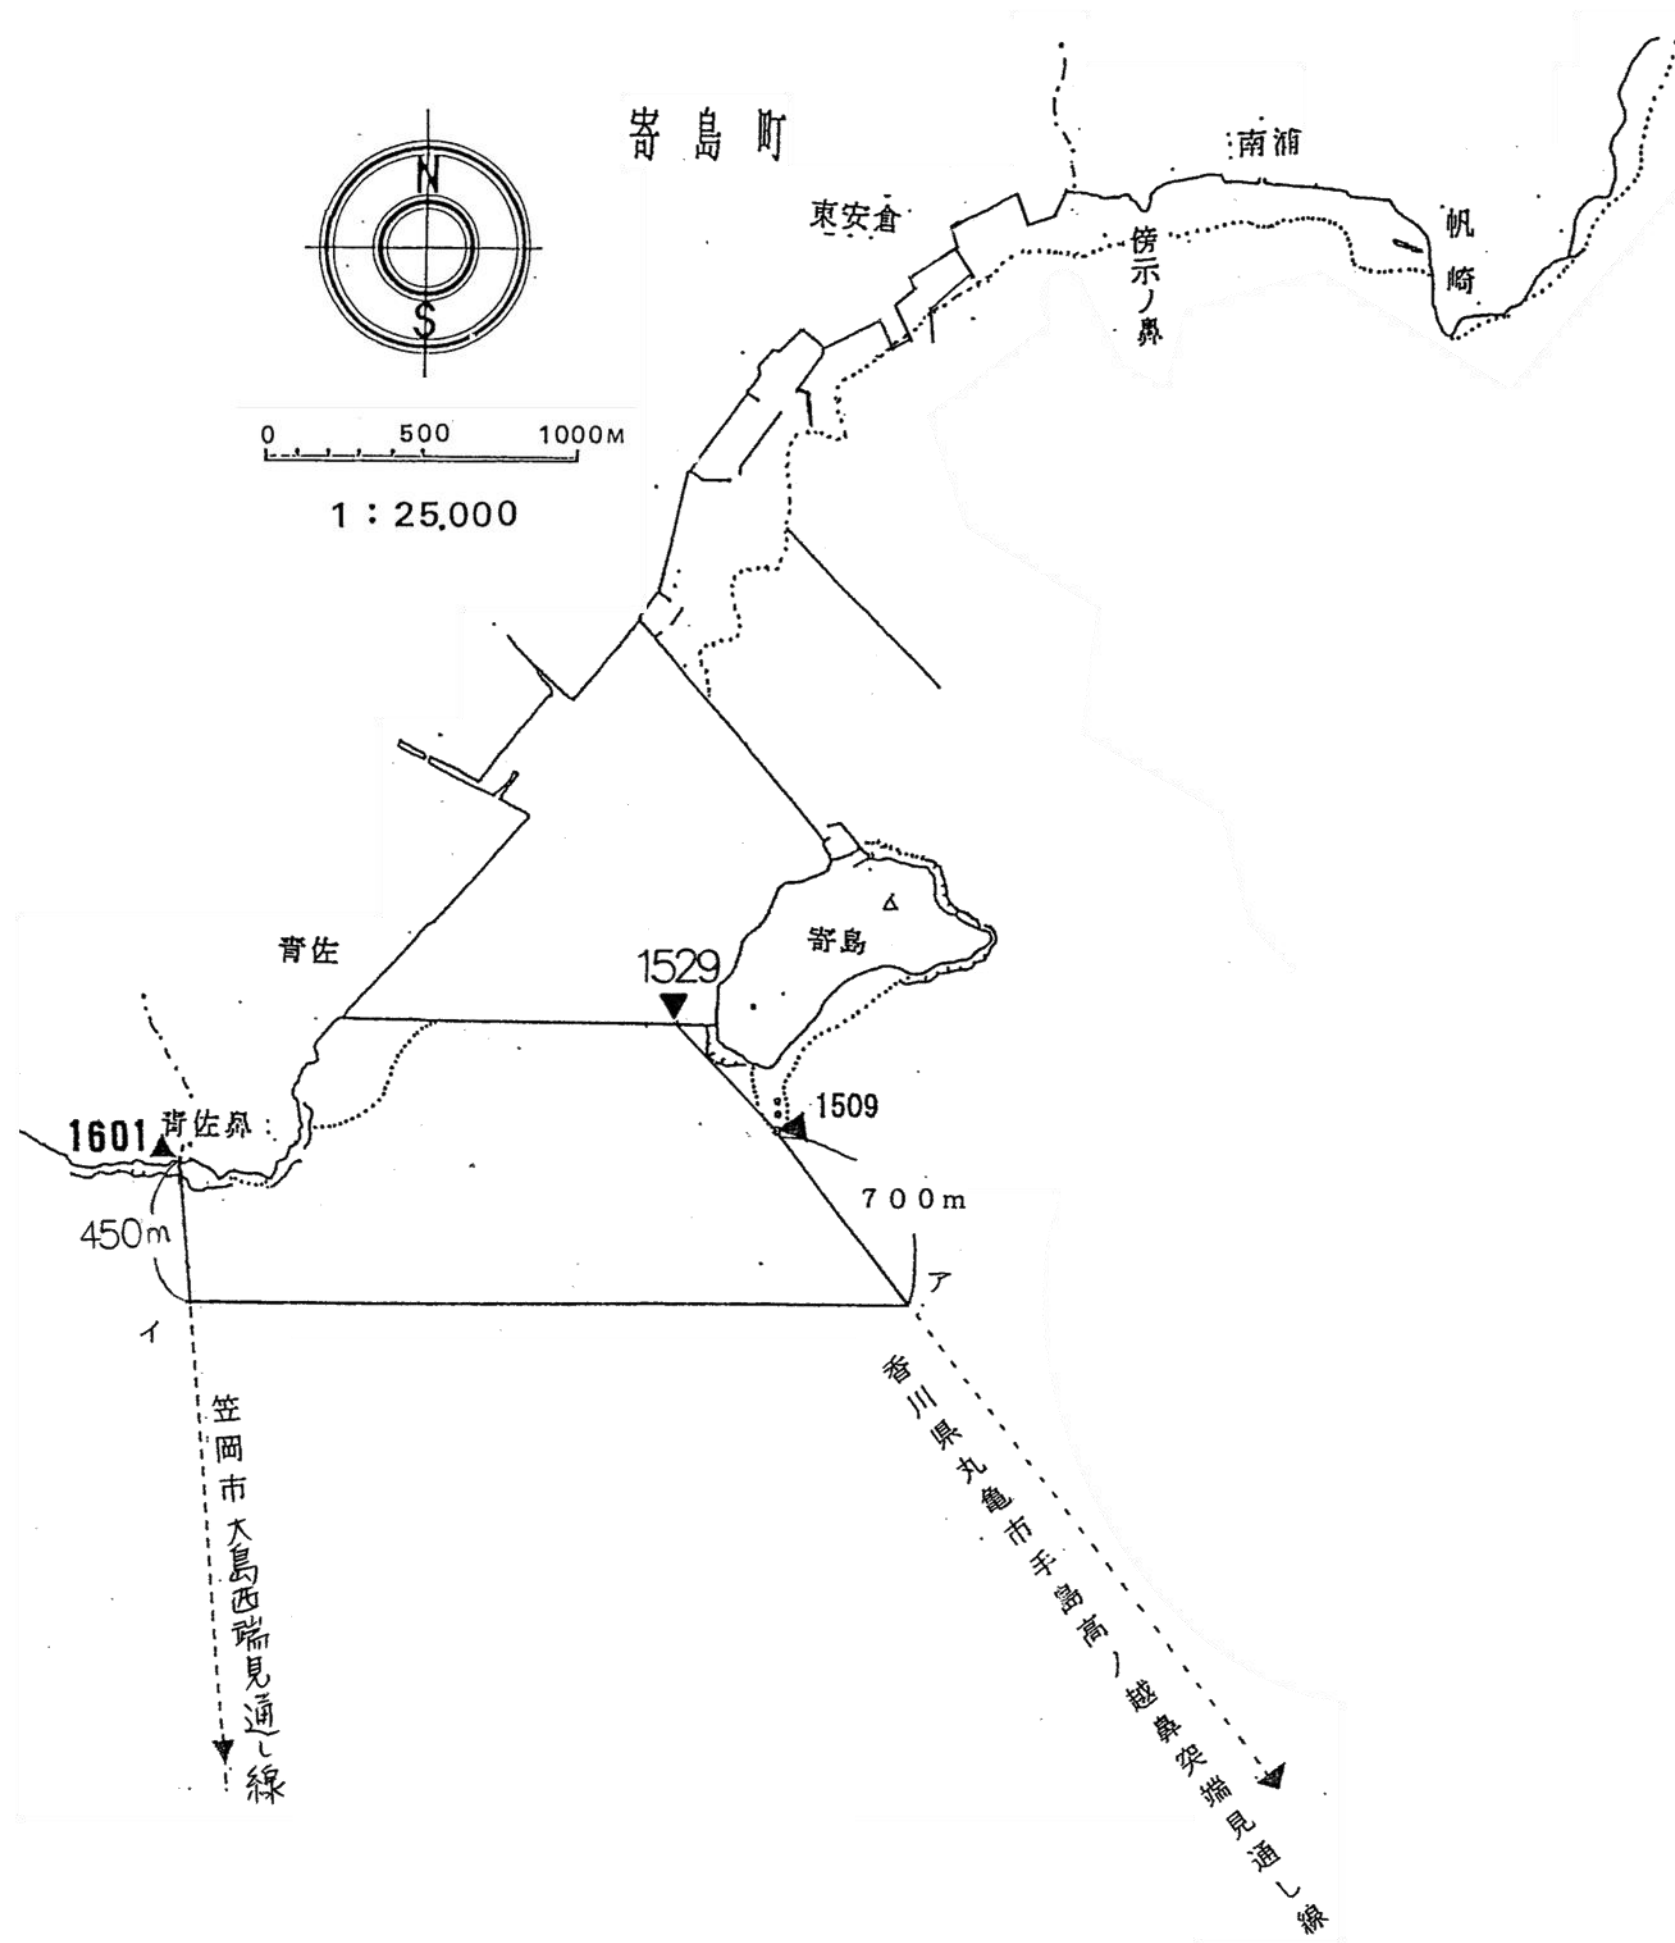 寄島町
N
S
南浦
東安倉
帆崎
傍示ノ鼻
0 500 1000M
1:25,000
青佐
寄島
1529
1601
青佐鼻
1509
450m
700m
ア
イ
笠岡市大島西端見通し線
香川県丸亀市手島高ノ越鼻突端見通し線